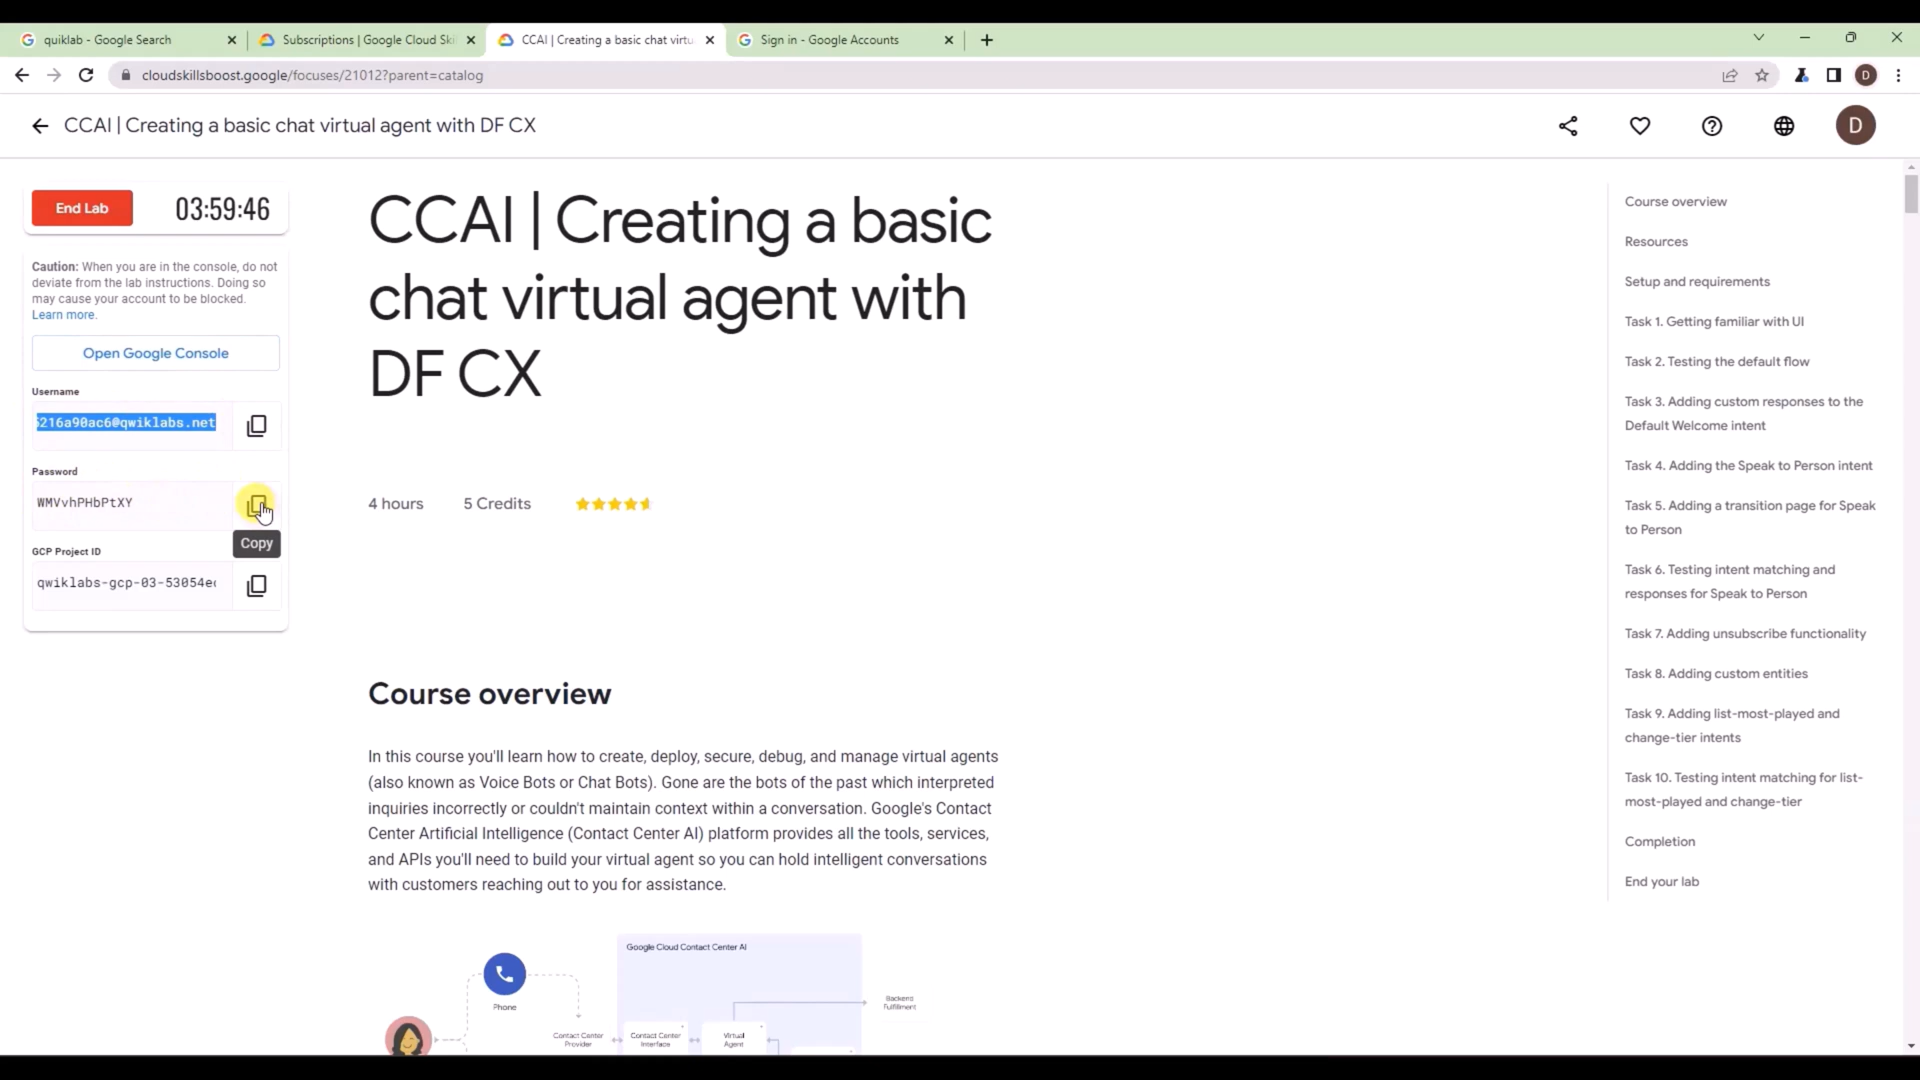 quiklab - Google Search
Subscriptions | Google Cloud Skil
CCAI | Creating a basic chat virtu
Sign in - Google Accounts
cloudskillsboost.google/focuses/21012?parent=catalog
D
CCAI | Creating a basic chat virtual agent with DF CX
D
End Lab
03:59:46
Caution: When you are in the console, do not
deviate from the lab instructions. Doing so
may cause your account to be blocked.
Learn more.
Open Google Console
Username
5216a90ac6@qwiklabs.net
Password
WMVvhPHbPtXY
Copy
GCP Project ID
qwiklabs-gcp-03-53054ec
CCAI | Creating a basic
chat virtual agent with
DF CX
4 hours
5 Credits
Course overview
In this course you'll learn how to create, deploy, secure, debug, and manage virtual agents
(also known as Voice Bots or Chat Bots). Gone are the bots of the past which interpreted
inquiries incorrectly or couldn't maintain context within a conversation. Google's Contact
Center Artificial Intelligence (Contact Center AI) platform provides all the tools, services,
and APIs you'll need to build your virtual agent so you can hold intelligent conversations
with customers reaching out to you for assistance.
Google Cloud Contact Center AI
Phone
Backend
Fulfillment
Contact Center
Provider
Contact Center
Interface
Virtual
Agent
Course overview
Resources
Setup and requirements
Task 1. Getting familiar with UI
Task 2. Testing the default flow
Task 3. Adding custom responses to the
Default Welcome intent
Task 4. Adding the Speak to Person intent
Task 5. Adding a transition page for Speak
to Person
Task 6. Testing intent matching and
responses for Speak to Person
Task 7. Adding unsubscribe functionality
Task 8. Adding custom entities
Task 9. Adding list-most-played and
change-tier intents
Task 10. Testing intent matching for list-
most-played and change-tier
Completion
End your lab